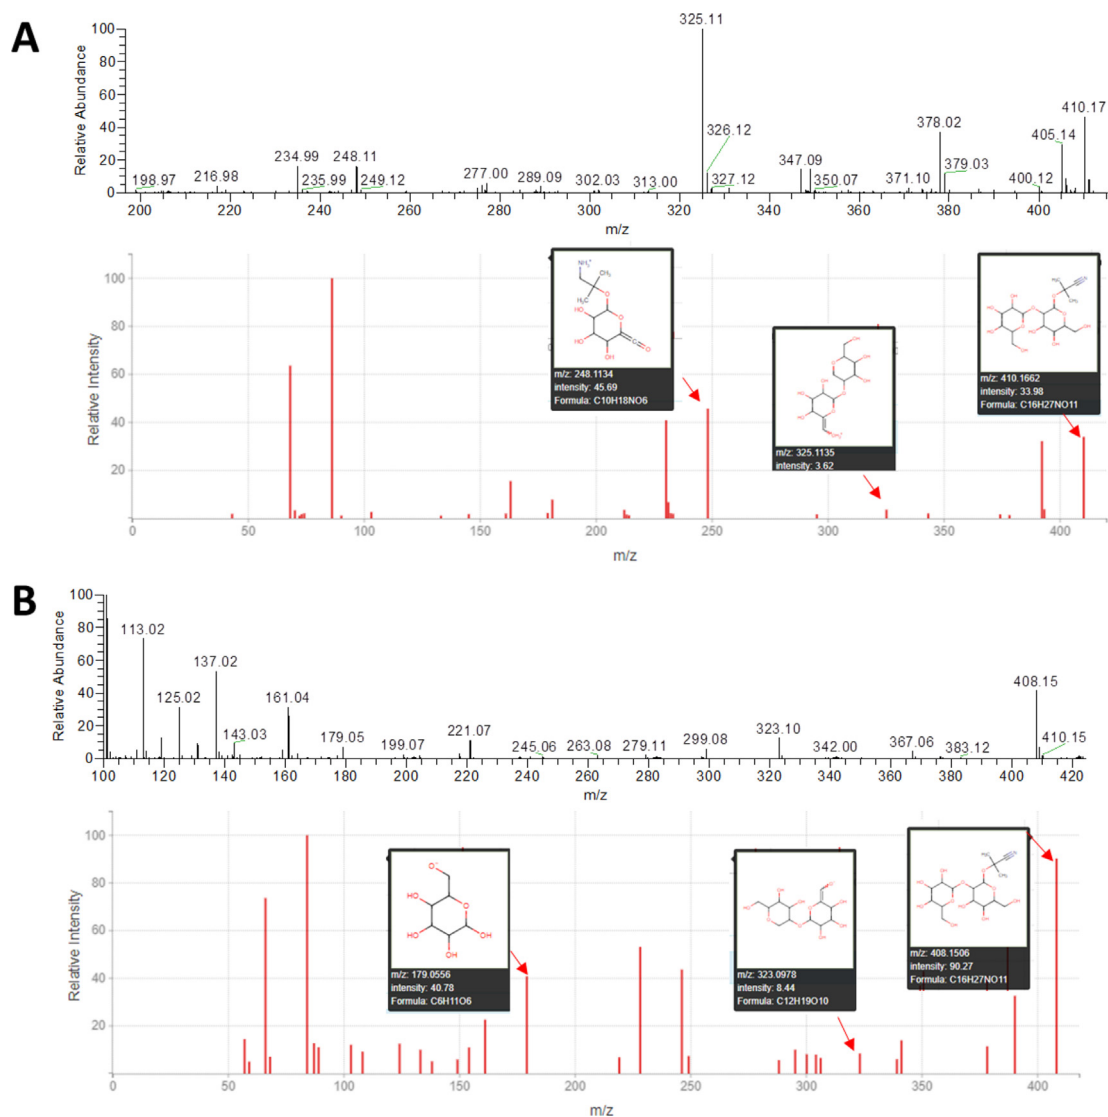 A
Relative Abundance
100
80
60
40
20
0
325.11
410.17
378.02
405.14
326.12
347.09
234.99
248.11
379.03
198.97
216.98
235.99
249.12
277.00
289.09
302.03
313.00
327.12
350.07
371.10
400.12
200 220 240 260 280 300 320 340 360 380 400
m/z
Relative Intensity
100
80
60
40
20
NH3+
CH3
H3C
HO
OH
m/z: 248.1134
intensity: 45.69
Formula: C10H18NO6
m/z: 325.1135
intensity: 3.62
m/z: 410.1662
intensity: 33.98
Formula: C16H27NO11
0 50 100 150 200 250 300 350 400
m/z
B
Relative Abundance
100
80
60
40
20
0
113.02
137.02
125.02
161.04
408.15
143.03
179.05
199.07
221.07
245.06
263.08
279.11
299.08
323.10
342.00
367.06
383.12
410.15
100 120 140 160 180 200 220 240 260 280 300 320 340 360 380 400 420
m/z
Relative Intensity
100
80
60
40
20
m/z: 179.0556
intensity: 40.78
Formula: C6H11O6
m/z: 323.0978
intensity: 8.44
Formula: C12H19O10
m/z: 408.1506
intensity: 90.27
Formula: C16H27NO11
0 50 100 150 200 250 300 350 400
m/z